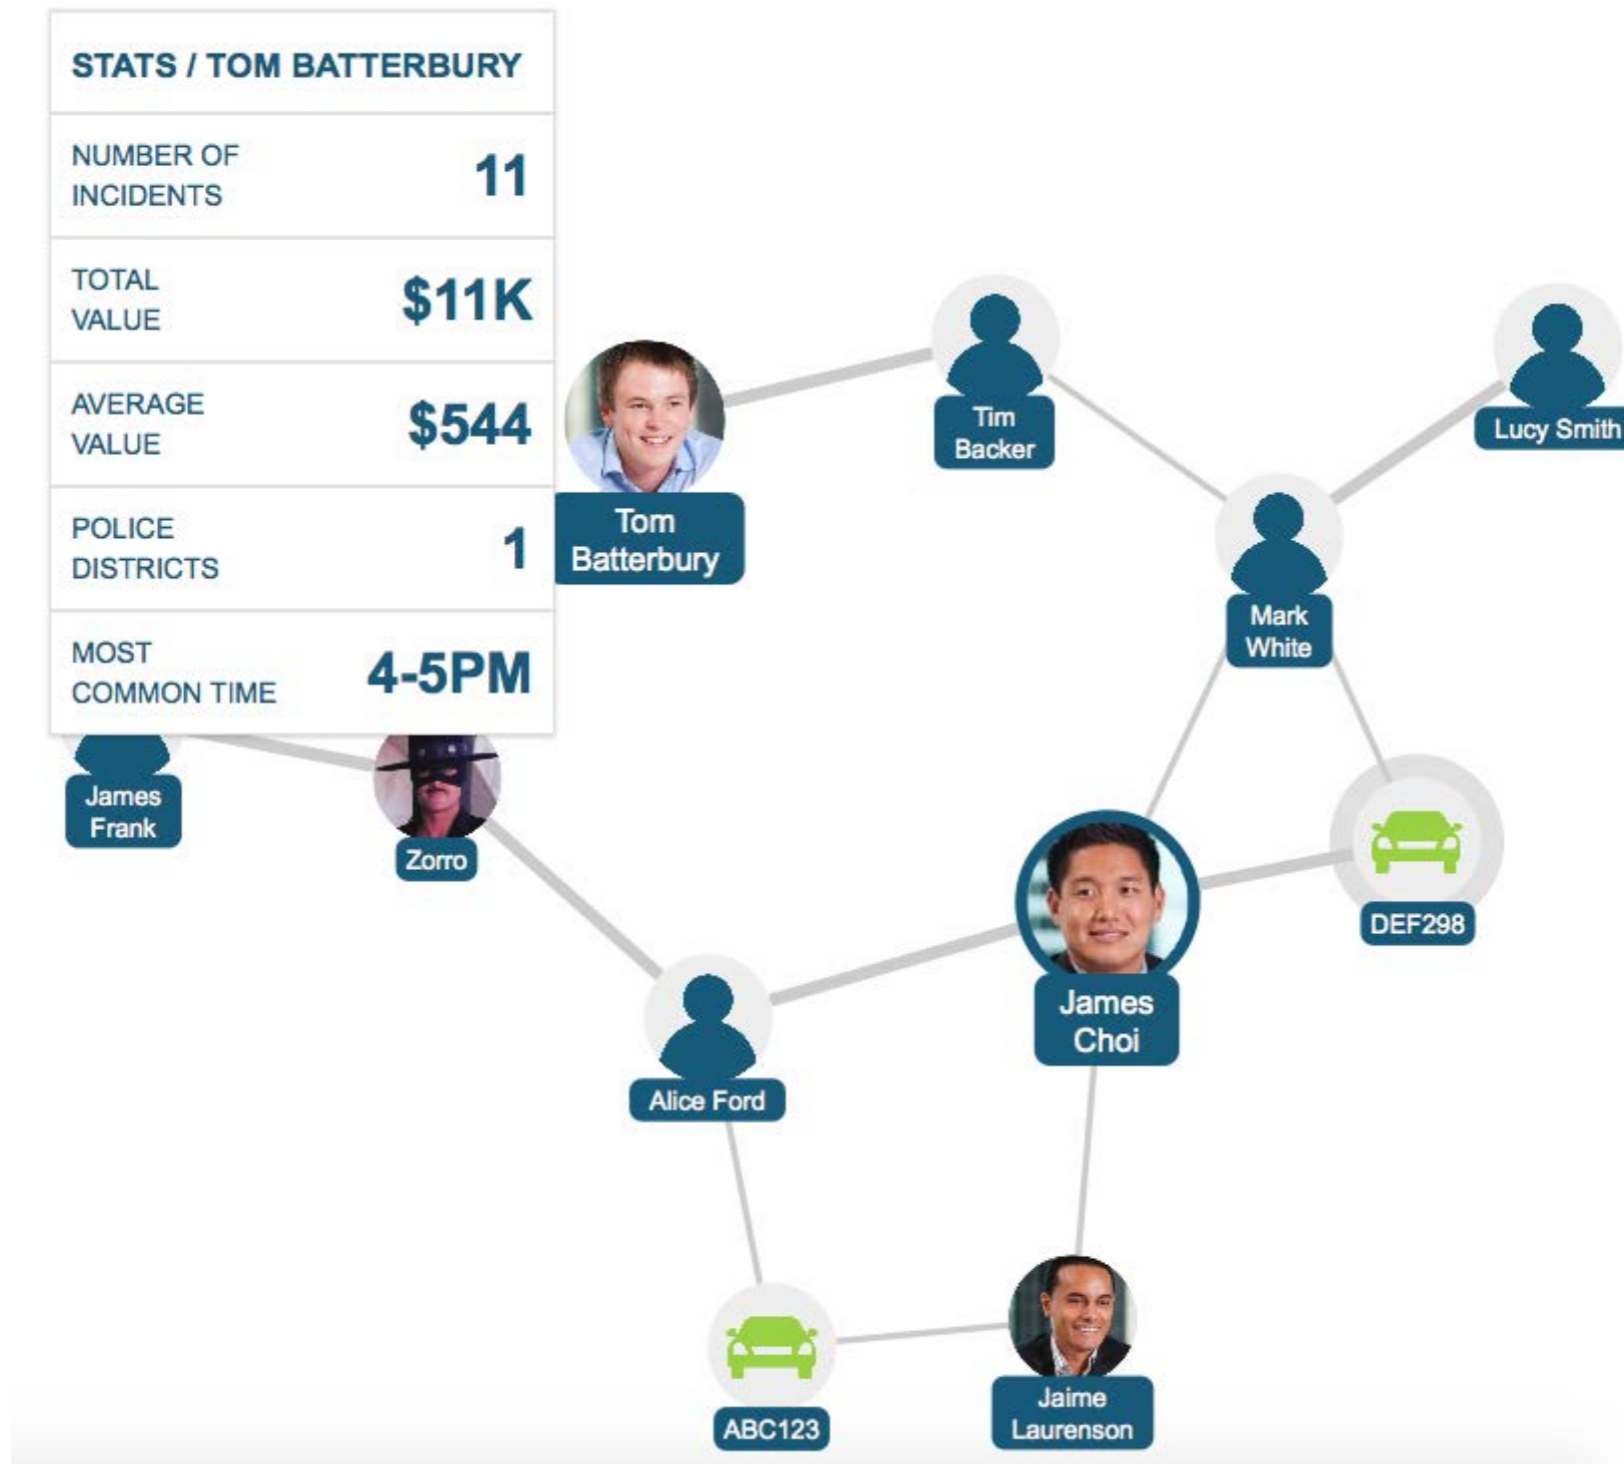 STATS / TOM BATTERBURY
NUMBER OF
INCIDENTS
11
TOTAL
VALUE
$11K
AVERAGE
VALUE
$544
POLICE
DISTRICTS
1
MOST
COMMON TIME
4-5PM
Tom
Batterbury
Tim
Backer
Lucy Smith
Mark
White
James
Frank
Zorro
DEF298
James
Choi
Alice Ford
ABC123
Jaime
Laurenson